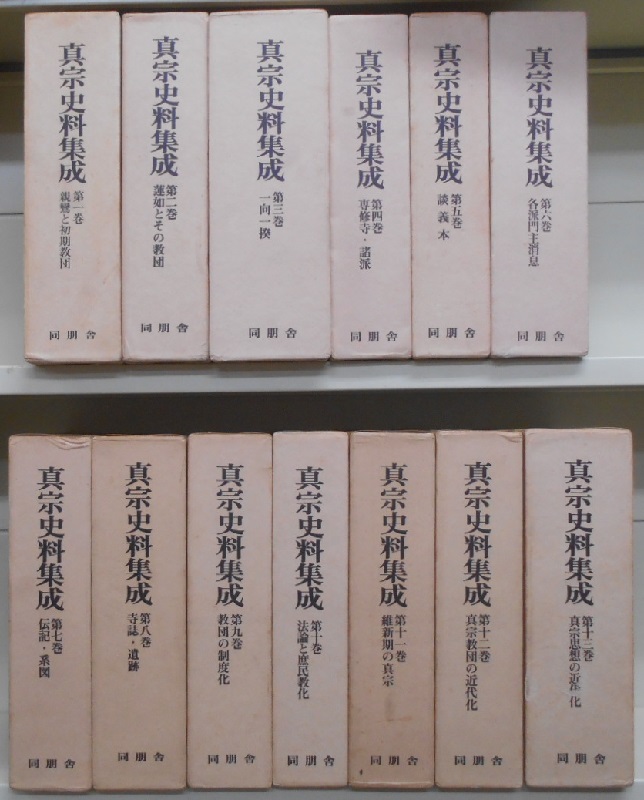 真宗史料集成
第一巻
親鸞と初期教団
同朋舎
真宗史料集成
第二巻
蓮如とその教団
同朋舎
真宗史料集成
第三巻
一向一揆
同朋舎
真宗史料集成
第四巻
専修寺・諸派
同朋舎
真宗史料集成
第五巻
談義本
同朋舎
真宗史料集成
第六巻
各派門主消息
同朋舎
真宗史料集成
第七巻
伝記・系図
同朋舎
真宗史料集成
第八巻
寺誌・遺跡
同朋舎
真宗史料集成
第九巻
教団の制度化
同朋舎
真宗史料集成
第十巻
法論と庶民教化
同朋舎
真宗史料集成
第十一巻
維新期の真宗
同朋舎
真宗史料集成
第十二巻
真宗教団の近代化
同朋舎
真宗史料集成
第十三巻
真宗思想の近代化
同朋舎